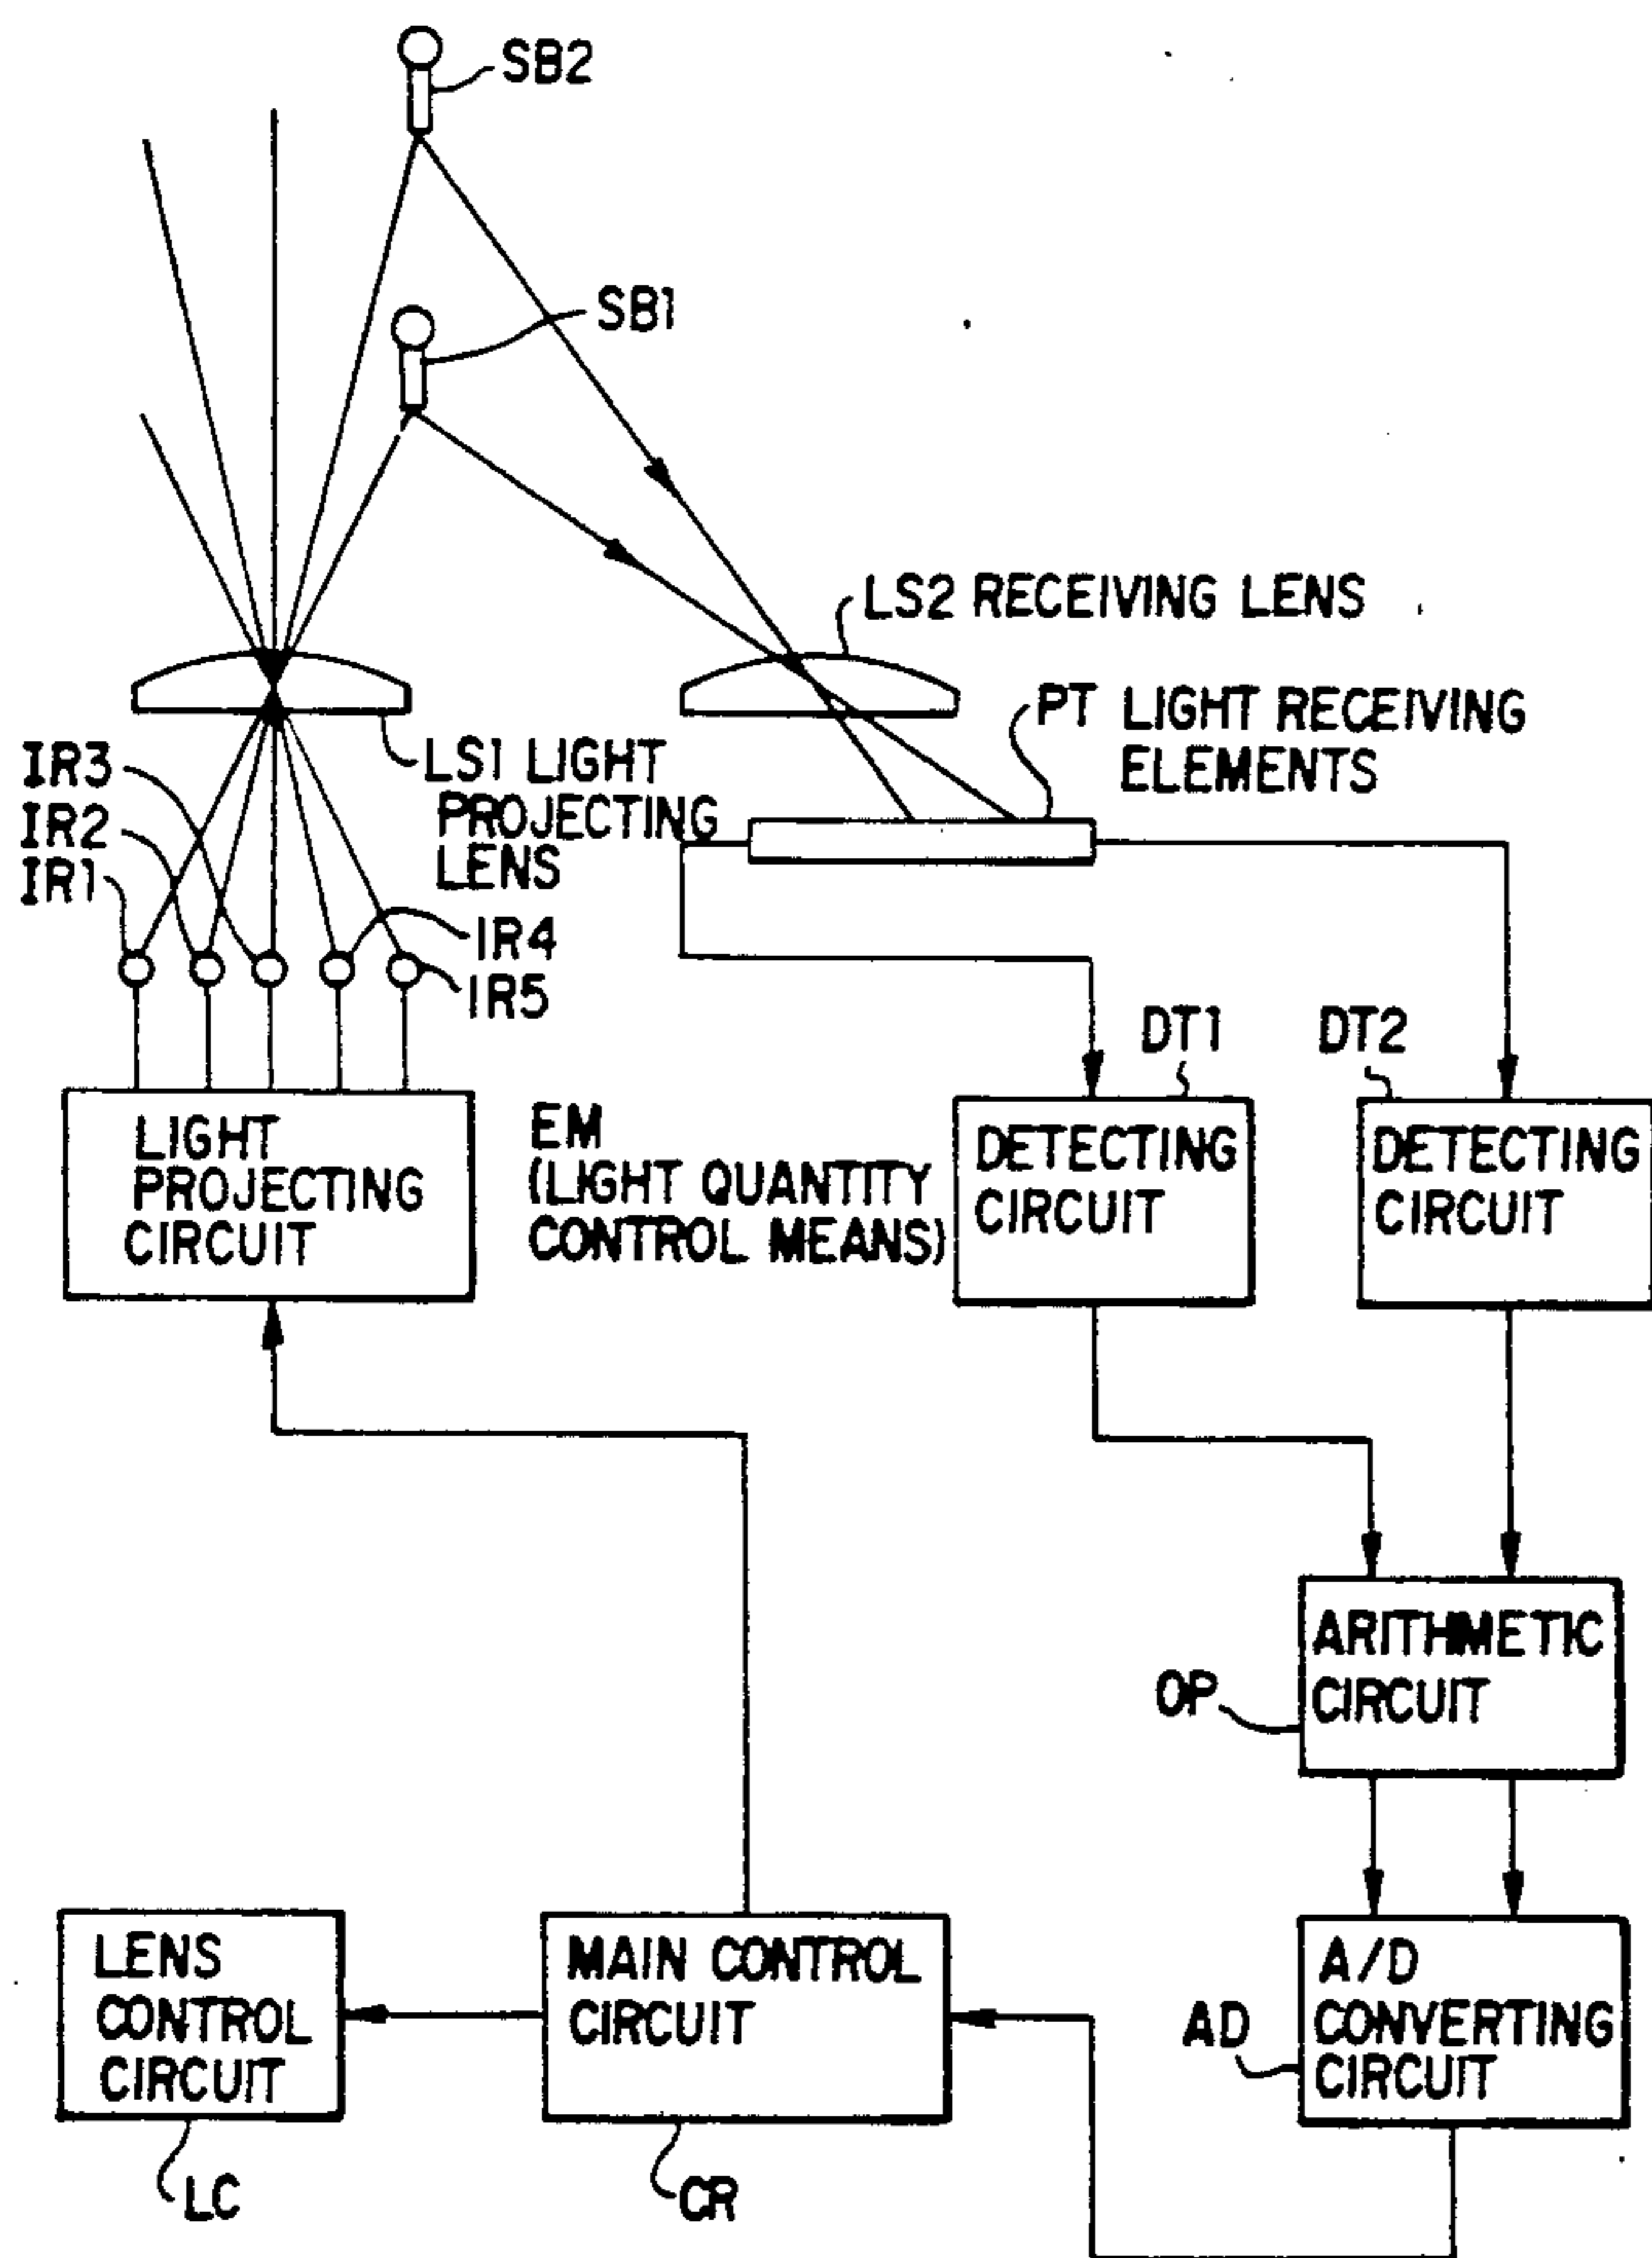 SB2
SB1
LS2 RECEIVING LENS
PT LIGHT RECEIVING
ELEMENTS
LS1 LIGHT
PROJECTING
LENS
IR3
IR2
IR1
IR4
IR5
DT1
DT2
LIGHT
PROJECTING
CIRCUIT
EM
(LIGHT QUANTITY
CONTROL MEANS)
DETECTING
CIRCUIT
DETECTING
CIRCUIT
ARITHMETIC
CIRCUIT
OP
LENS
CONTROL
CIRCUIT
MAIN CONTROL
CIRCUIT
A/D
CONVERTING
CIRCUIT
AD
LC
CR